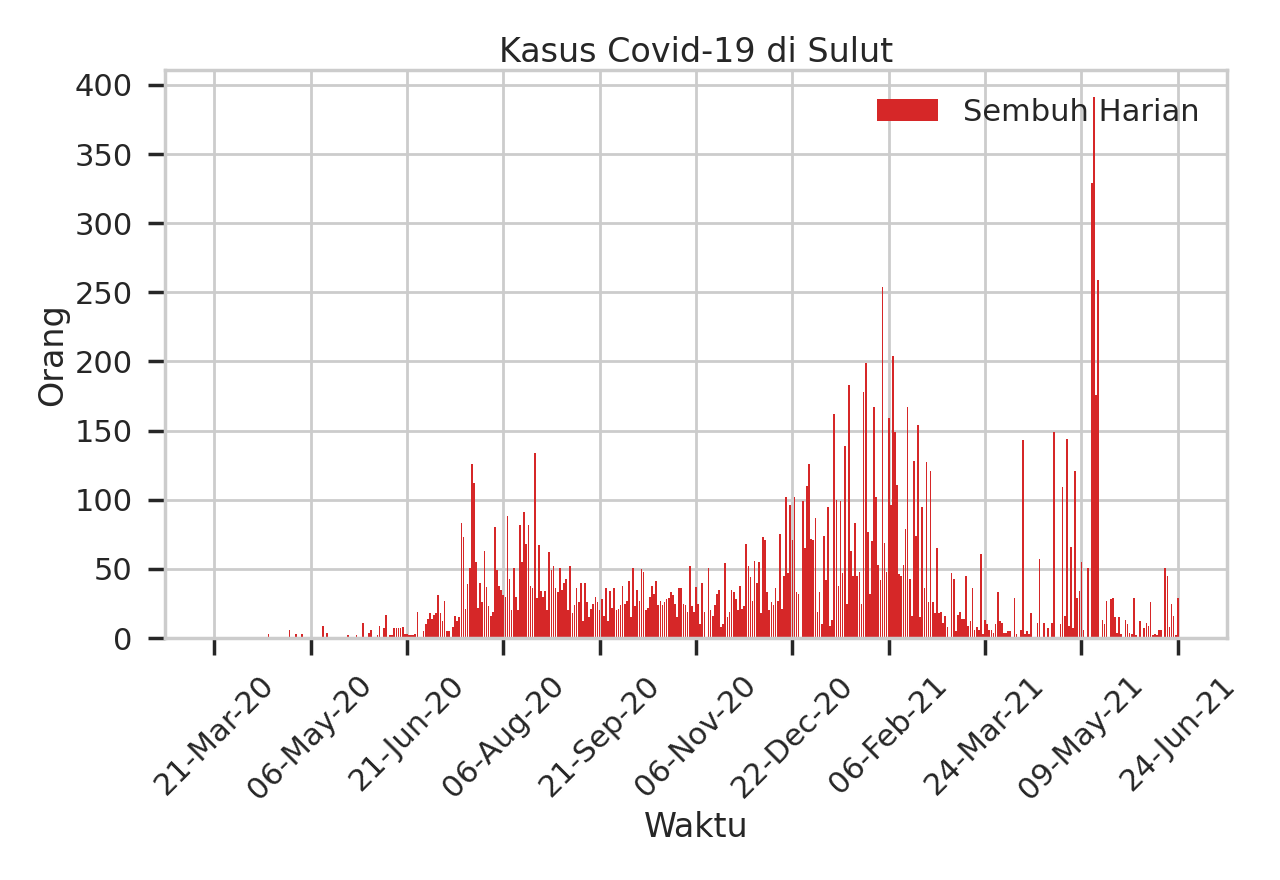 Kasus Covid-19 di Sulut
Sembuh Harian
Orang
400
350
300
250
200
150
100
50
0
21-Mar-20
06-May-20
21-Jun-20
06-Aug-20
21-Sep-20
06-Nov-20
22-Dec-20
06-Feb-21
24-Mar-21
09-May-21
24-Jun-21
Waktu